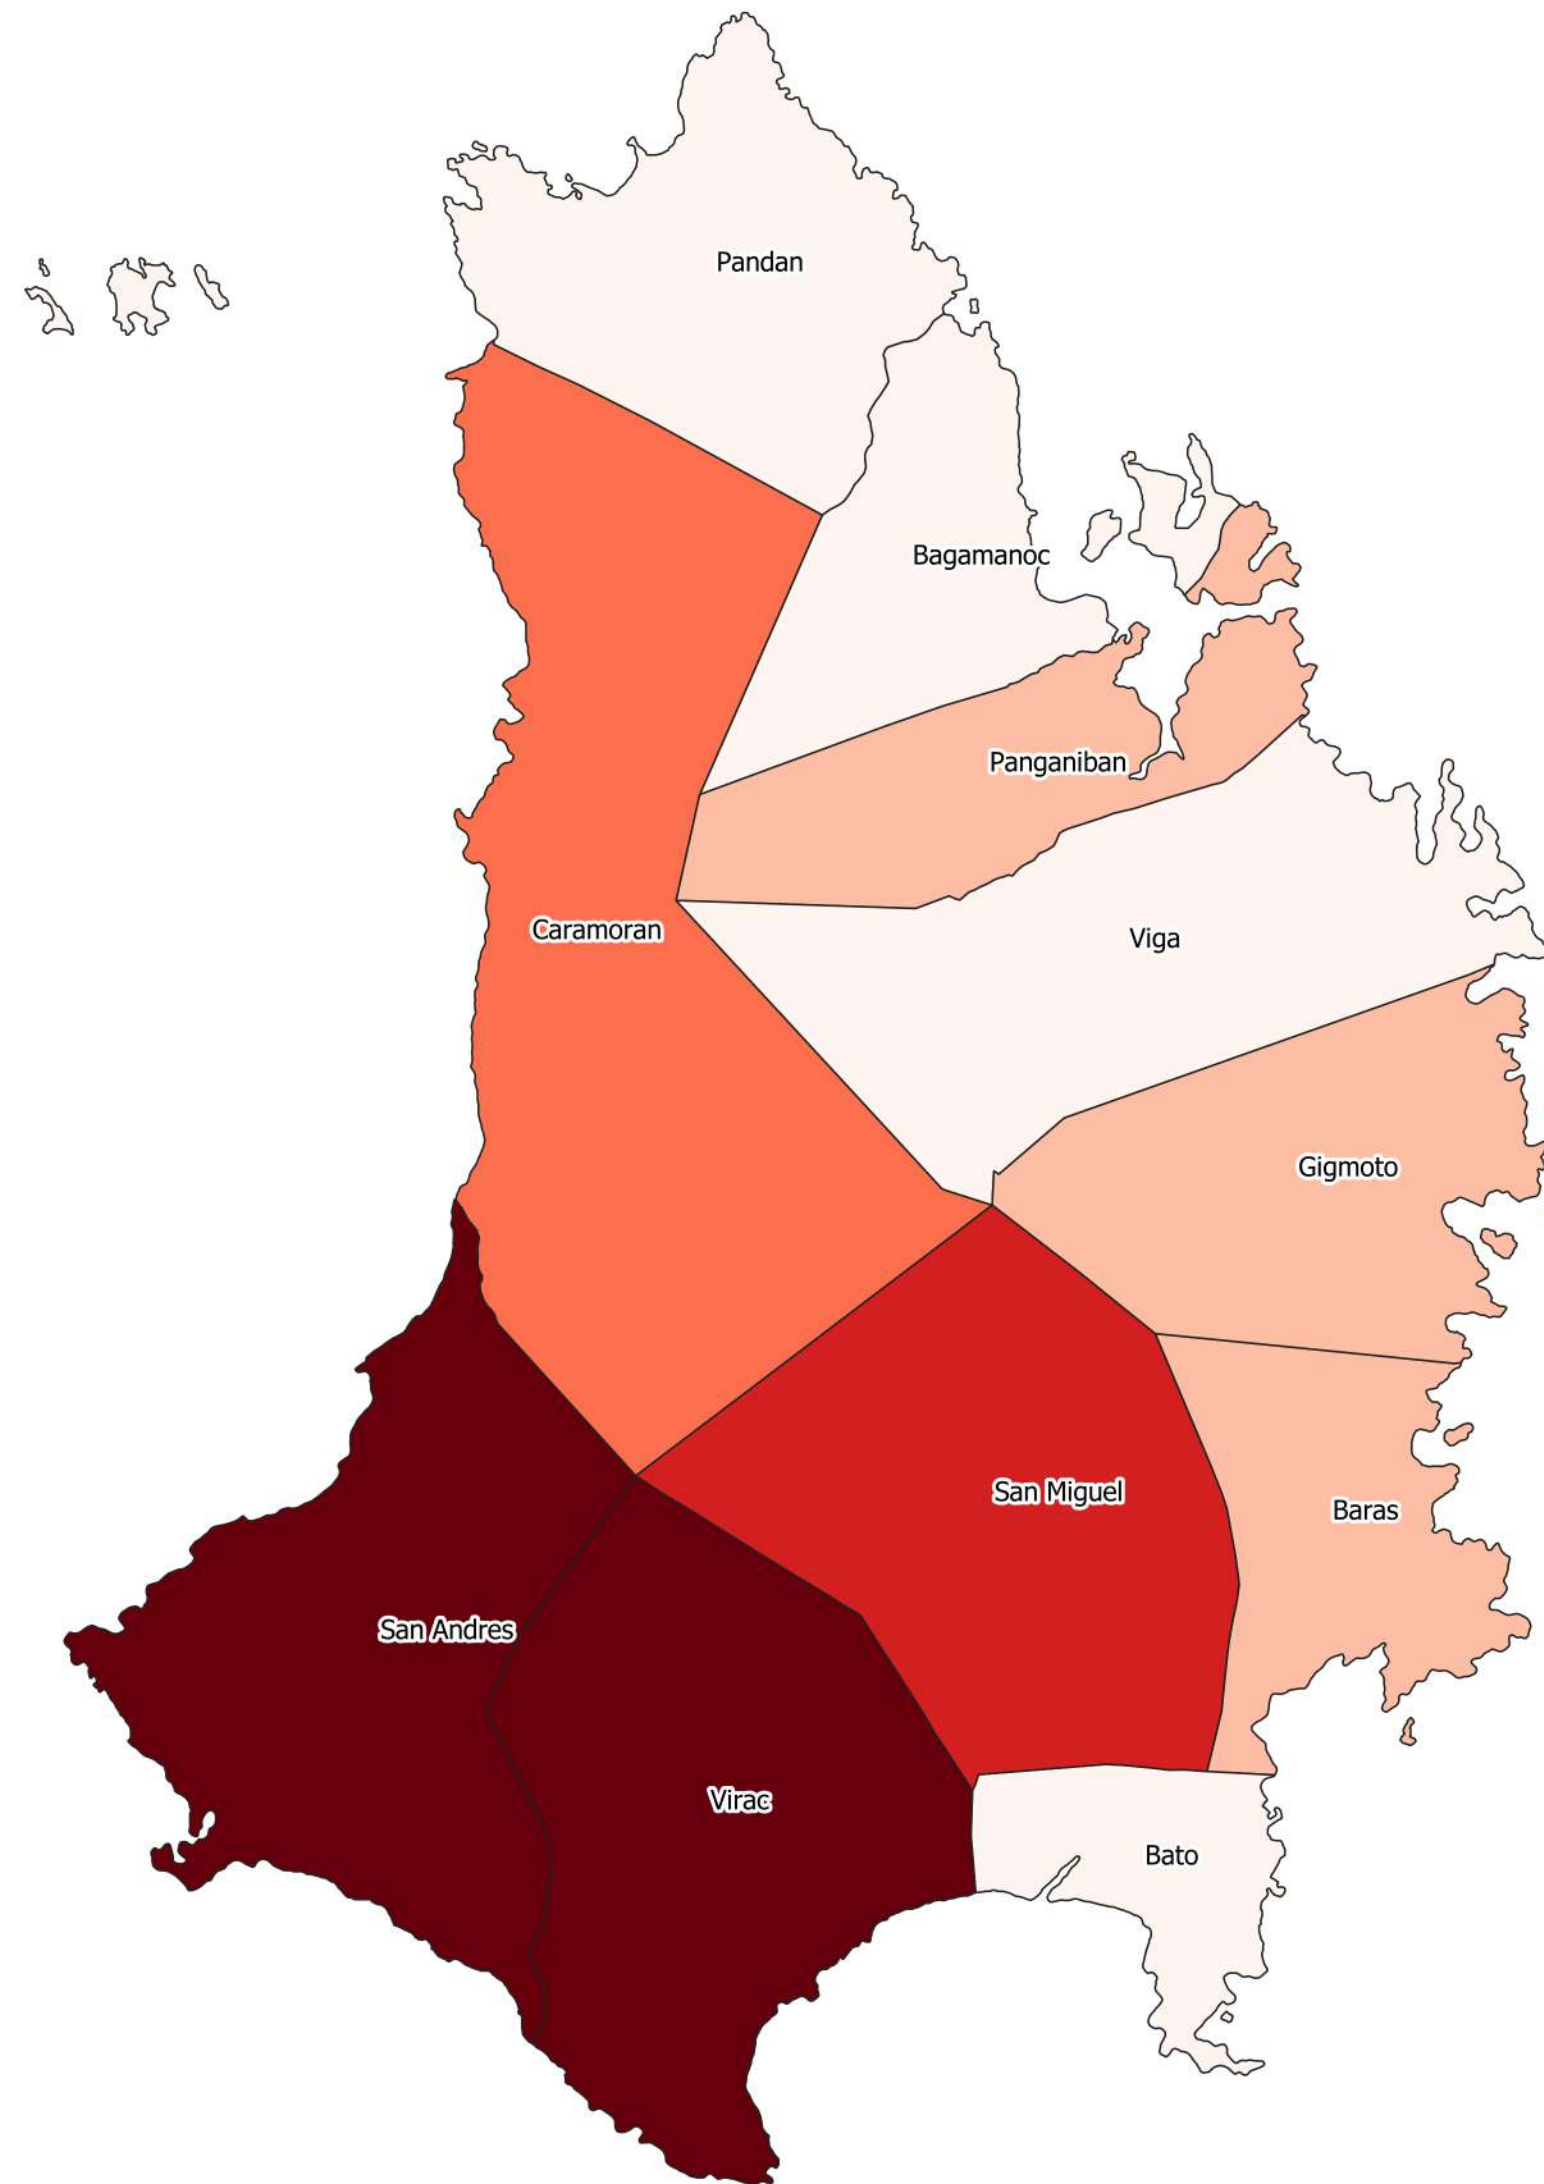 Pandan
Bagamanoc
Panganiban
Caramoran
Viga
Gigmoto
San Miguel
Baras
San Andres
Virac
Bato